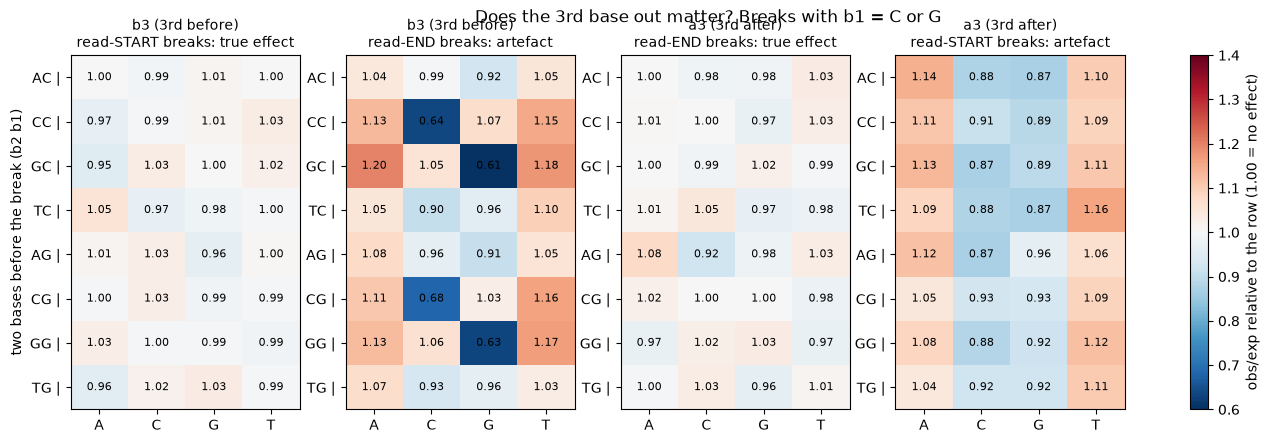 Does the 3rd base out matter? Breaks with b1 = C or G
b3 (3rd before)
read-START breaks: true effect
b3 (3rd before)
read-END breaks: artefact
a3 (3rd after)
read-END breaks: true effect
a3 (3rd after)
read-START breaks: artefact
two bases before the break (b2 b1)
AC | 1.00 0.99 1.01 1.00
CC | 0.97 0.99 1.01 1.03
GC | 0.95 1.03 1.00 1.02
TC | 1.05 0.97 0.98 1.00
AG | 1.01 1.03 0.96 1.00
CG | 1.00 1.03 0.99 0.99
GG | 1.03 1.00 0.99 0.99
TG | 0.96 1.02 1.03 0.99
A C G T
AC | 1.04 0.99 0.92 1.05
CC | 1.13 0.64 1.07 1.15
GC | 1.20 1.05 0.61 1.18
TC | 1.05 0.90 0.96 1.10
AG | 1.08 0.96 0.91 1.05
CG | 1.11 0.68 1.03 1.16
GG | 1.13 1.06 0.63 1.17
TG | 1.07 0.93 0.96 1.03
A C G T
AC | 1.00 0.98 0.98 1.03
CC | 1.01 1.00 0.97 1.03
GC | 1.00 0.99 1.02 0.99
TC | 1.01 1.05 0.97 0.98
AG | 1.08 0.92 0.98 1.03
CG | 1.02 1.00 1.00 0.98
GG | 0.97 1.02 1.03 0.97
TG | 1.00 1.03 0.96 1.01
A C G T
AC | 1.14 0.88 0.87 1.10
CC | 1.11 0.91 0.89 1.09
GC | 1.13 0.87 0.89 1.11
TC | 1.09 0.88 0.87 1.16
AG | 1.12 0.87 0.96 1.06
CG | 1.05 0.93 0.93 1.09
GG | 1.08 0.88 0.92 1.12
TG | 1.04 0.92 0.92 1.11
A C G T
1.4
1.3
1.2
1.1
1.0
0.9
0.8
0.7
0.6
obs/exp relative to the row (1.00 = no effect)